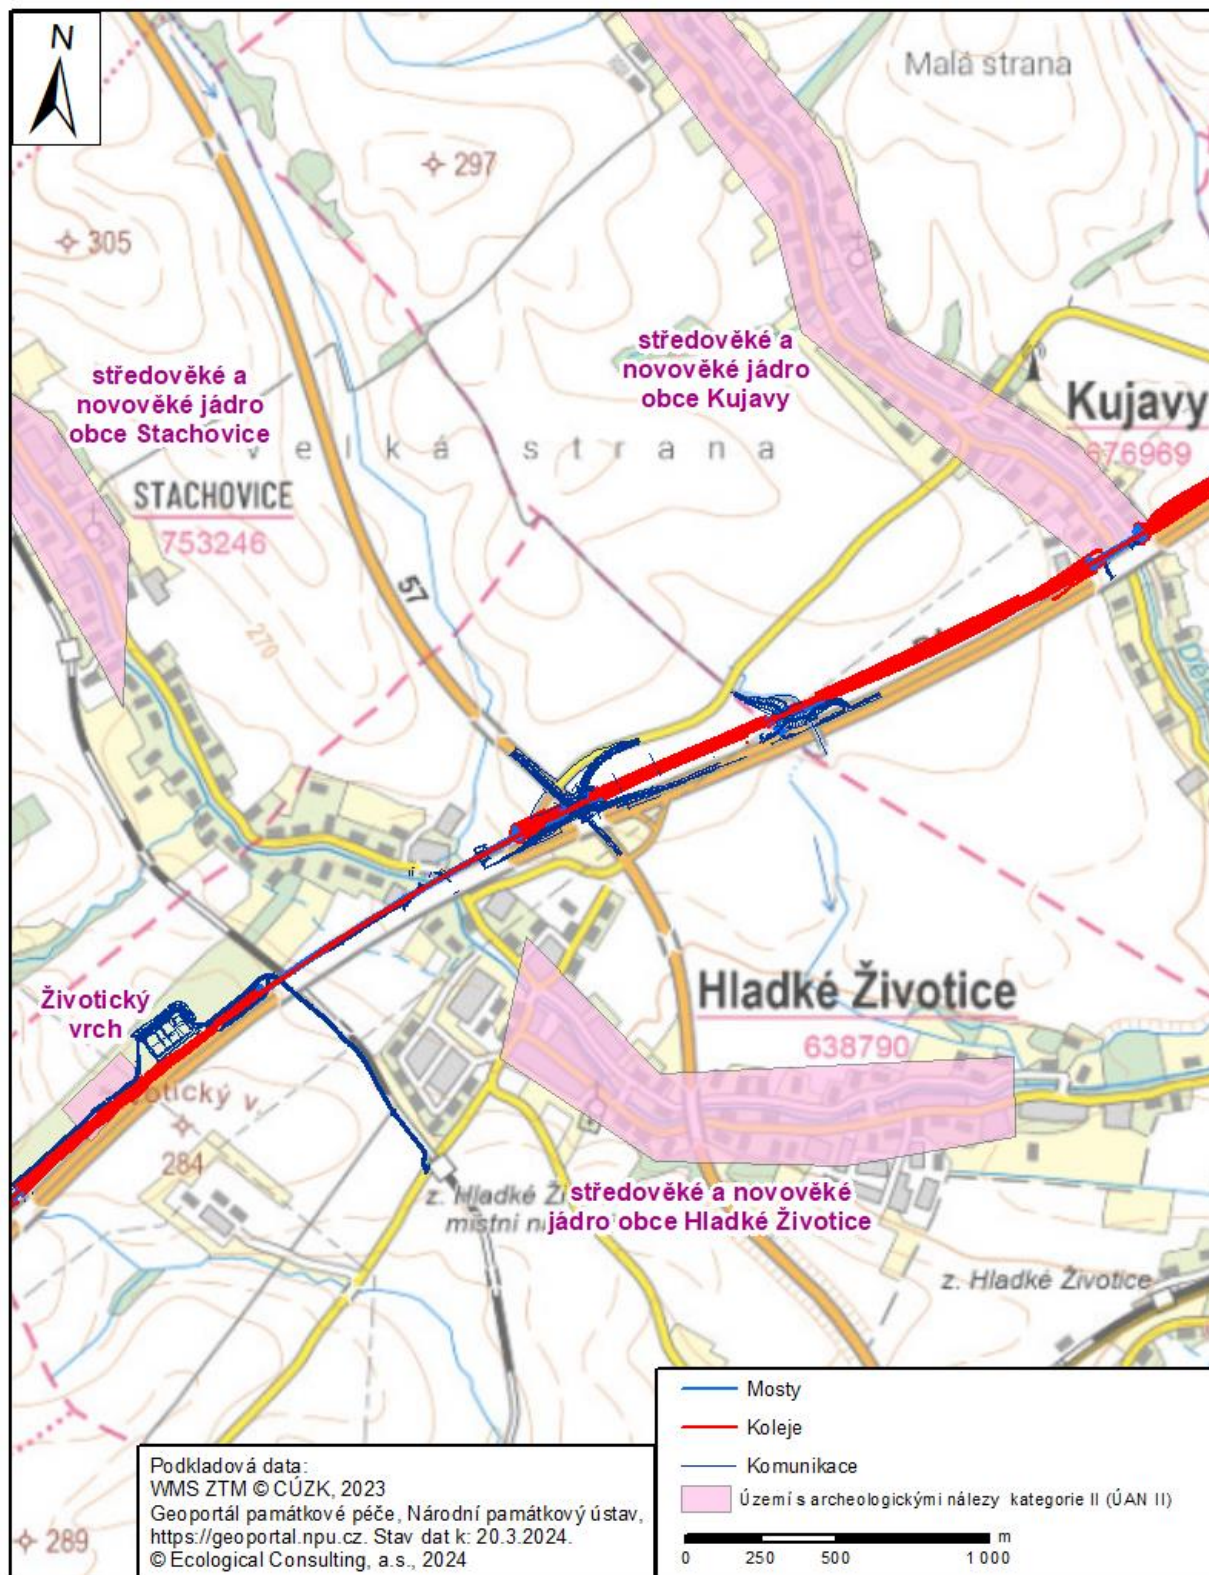 N
Malá strana
297
305
středověké a
novověké jádro
obce Kujavy
středověké a
novověké jádro
obce Stachovice
Kujavy
676969
Velká strana
STACHOVICE
753246
57
270
Hladké Životice
638790
Životický
vrch
284
z. Hladké
místní
středověké a novověké
jádro obce Hladké Životice
z. Hladké Životice
289
Mosty
Koleje
Komunikace
Území s archeologickými nálezy kategorie II (ÚAN II)
m
0 250 500 1 000
Podkladová data:
WMS ZTM © ČÚZK, 2023
Geoportál památkové péče, Národní památkový ústav,
https://geoportal.npu.cz. Stav dat k: 20.3.2024.
© Ecological Consulting, a.s., 2024